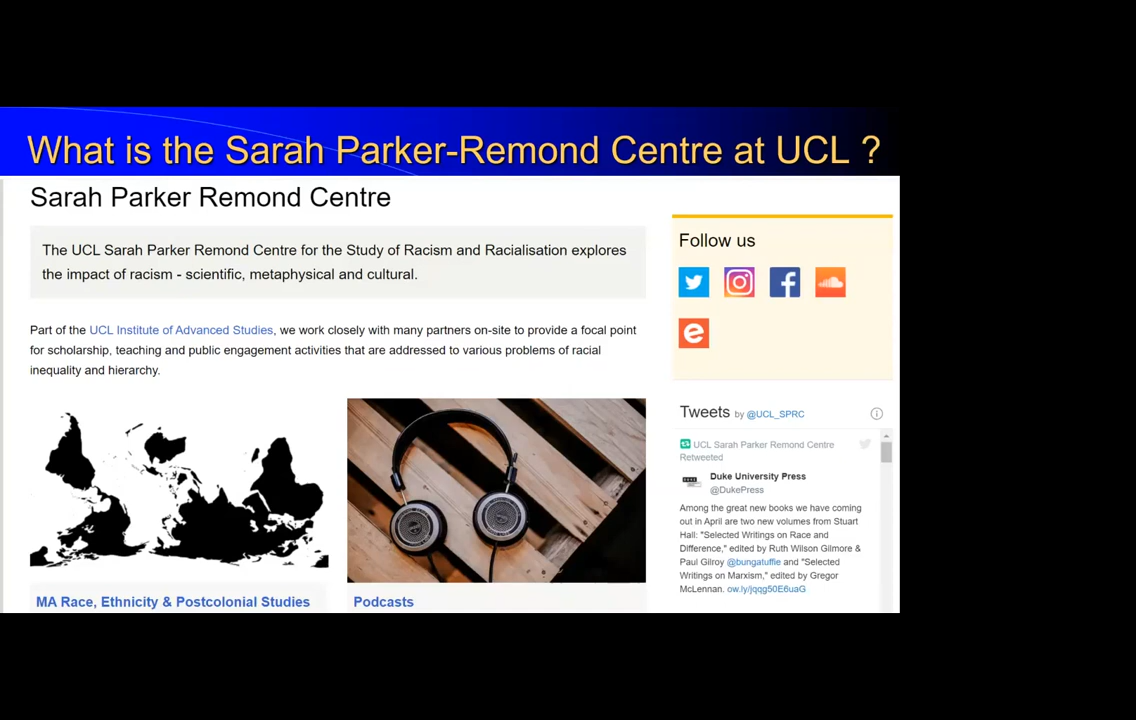 What is the Sarah Parker-Remond Centre at UCL ?
Sarah Parker Remond Centre
The UCL Sarah Parker Remond Centre for the Study of Racism and Racialisation explores
the impact of racism - scientific, metaphysical and cultural.
Part of the UCL Institute of Advanced Studies, we work closely with many partners on-site to provide a focal point
for scholarship, teaching and public engagement activities that are addressed to various problems of racial
inequality and hierarchy.
MA Race, Ethnicity & Postcolonial Studies
Podcasts
Follow us
Tweets by @UCL_SPRC
UCL Sarah Parker Remond Centre
Retweeted
Duke University Press
@DukePress
Among the great new books we have coming
out in April are two new volumes from Stuart
Hall: "Selected Writings on Race and
Difference," edited by Ruth Wilson Gilmore &
Paul Gilroy @bungatuffie and "Selected
Writings on Marxism," edited by Gregor
McLennan. ow.ly/jqqg50E6uaG